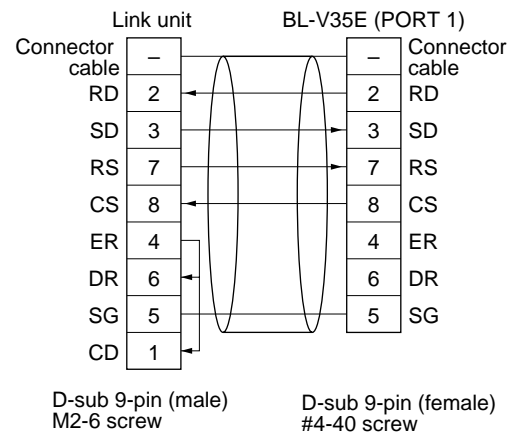 Link unit BL-V35E (PORT 1)
Connector cable – – Connector cable
RD 2 2 RD
SD 3 3 SD
RS 7 7 RS
CS 8 8 CS
ER 4 4 ER
DR 6 6 DR
SG 5 5 SG
CD 1
D-sub 9-pin (male) D-sub 9-pin (female)
M2-6 screw #4-40 screw